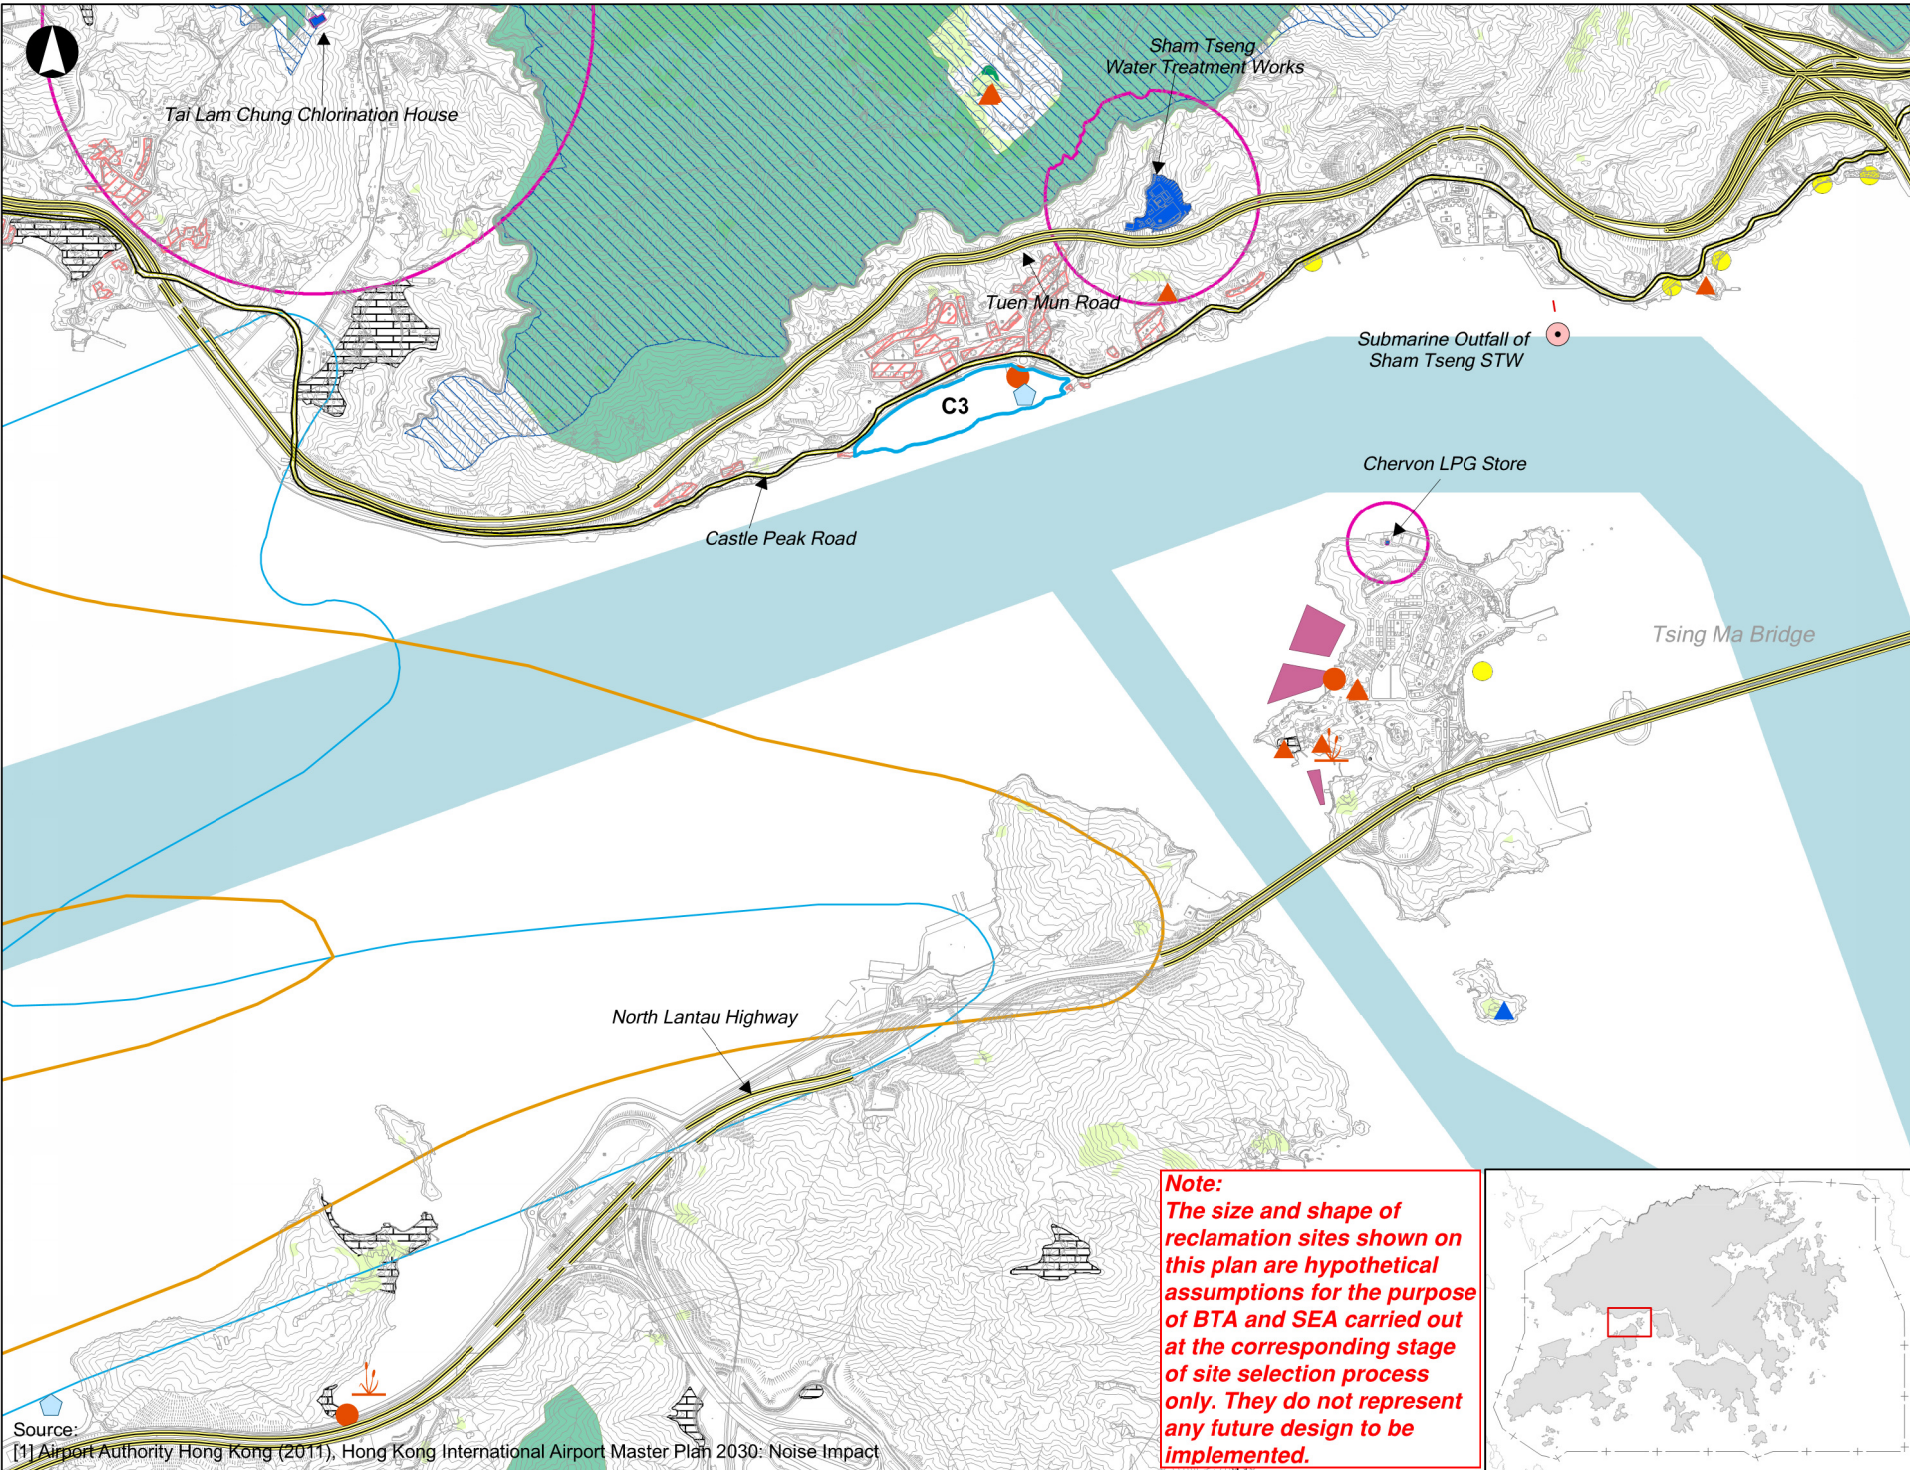 Sham Tseng
Water Treatment Works
Tai Lam Chung Chlorination House
Tuen Mun Road
Submarine Outfall of
Sham Tseng STW
C3
Chervon LPG Store
Castle Peak Road
Tsing Ma Bridge
North Lantau Highway
Note:
The size and shape of
reclamation sites shown on
this plan are hypothetical
assumptions for the purpose
of BTA and SEA carried out
at the corresponding stage
of site selection process
only. They do not represent
any future design to be
implemented.
Source:
[1] Airport Authority Hong Kong (2011), Hong Kong International Airport Master Plan 2030: Noise Impact